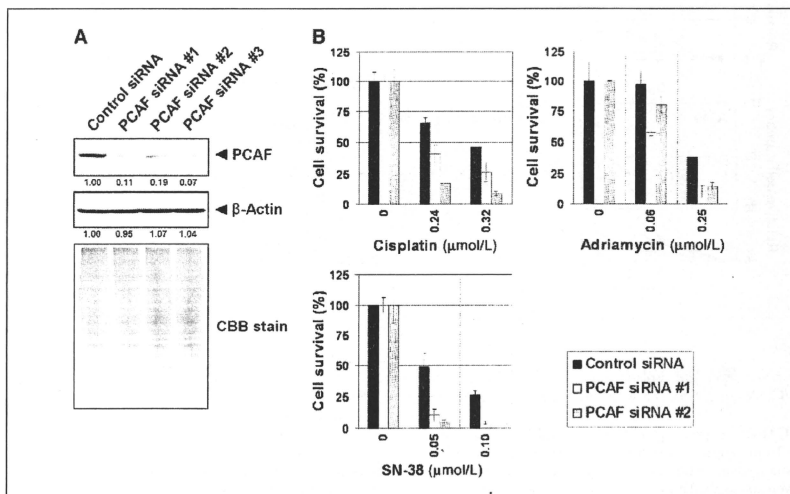 A
Control siRNA
PCAF siRNA #1
PCAF siRNA #2
PCAF siRNA #3
PCAF
1.00 0.11 0.19 0.07
β-Actin
1.00 0.95 1.07 1.04
CBB stain
B
Cell survival (%)
125
100
75
50
25
0
0 0.24 0.32
Cisplatin (μmol/L)
Cell survival (%)
125
100
75
50
25
0
0 0.06 0.25
Adriamycin (μmol/L)
Cell survival (%)
125
100
75
50
25
0
0 0.05 0.10
SN-38 (μmol/L)
Control siRNA
PCAF siRNA #1
PCAF siRNA #2